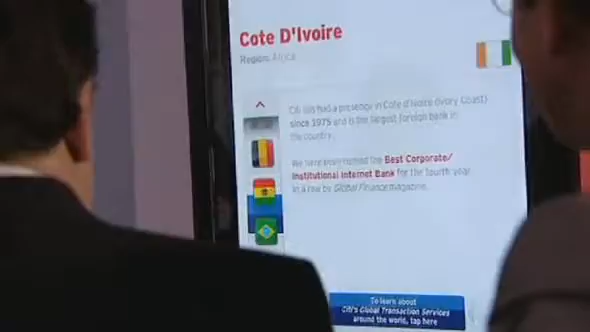 Cote D'Ivoire
Region: Africa
Citi has had a presence in Cote d'Ivoire (Ivory Coast)
since 1975 and is the largest foreign bank in
the country.
We have been named the Best Corporate/
Institutional Internet Bank for the fourth year
in a row by Global Finance magazine.
To learn about
Citi's Global Transaction Services
around the world, tap here